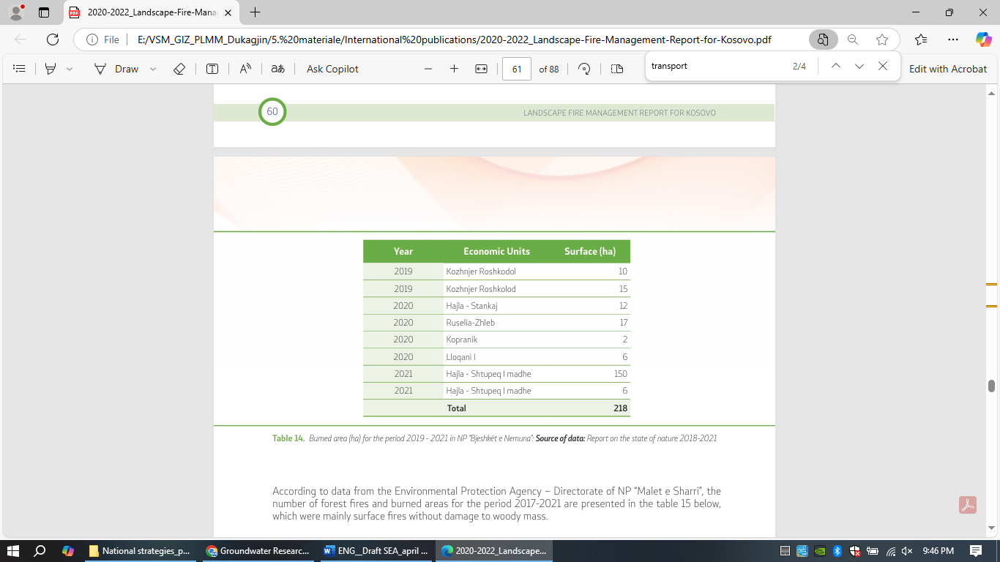 2020-2022_Landscape-Fire-Mana
File
E:/VSM_GIZ_PLMM_Dukagjin/5.%20materiale/International%20publications/2020-2022_Landscape-Fire-Management-Report-for-Kosovo.pdf
Draw
Ask Copilot
61 of 88
transport 2/4
Edit with Acrobat
60 LANDSCAPE FIRE MANAGEMENT REPORT FOR KOSOVO
Year Economic Units Surface (ha)
2019 Kozhnjer Roshkodol 10
2019 Kozhnjer Roshkolod 15
2020 Hajla - Stankaj 12
2020 Ruselia-Zhleb 17
2020 Kopranik 2
2020 Lloqani I 6
2021 Hajla - Shtupeq I madhe 150
2021 Hajla - Shtupeq I madhe 6
Total 218
Table 14. Burned area (ha) for the period 2019 - 2021 in NP “Bjeshkët e Nemuna”: Source of data: Report on the state of nature 2018-2021
According to data from the Environmental Protection Agency – Directorate of NP “Malet e Sharri”, the
number of forest fires and burned areas for the period 2017-2021 are presented in the table 15 below,
which were mainly surface fires without damage to woody mass.
National strategies_p...
Groundwater Researc...
ENG__Draft SEA_april ...
2020-2022_Landscape...
9:46 PM